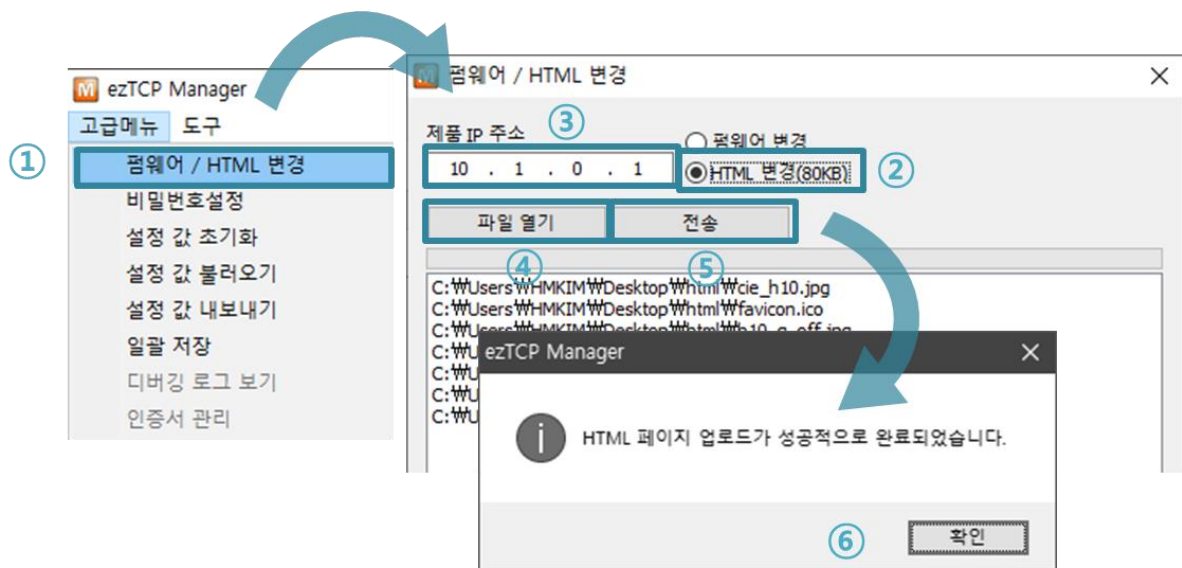 ezTCP Manager
고급메뉴 도구
①
펌웨어 / HTML 변경
비밀번호설정
설정 값 초기화
설정 값 불러오기
설정 값 내보내기
일괄 저장
디버깅 로그 보기
인증서 관리
펌웨어 / HTML 변경
제품 IP 주소
③
펌웨어 변경
10 . 1 . 0 . 1
HTML 변경(80KB)
②
파일 열기
전송
④
⑤
C:₩Users₩HMKIM₩Desktop₩html₩cie_h10.jpg
C:₩Users₩HMKIM₩Desktop₩html₩favicon.ico
C:₩Users₩HMKIM₩Desktop₩html₩h10_g_off.jpg
C:₩U
C:₩U
C:₩U
C:₩U
ezTCP Manager
HTML 페이지 업로드가 성공적으로 완료되었습니다.
⑥
확인